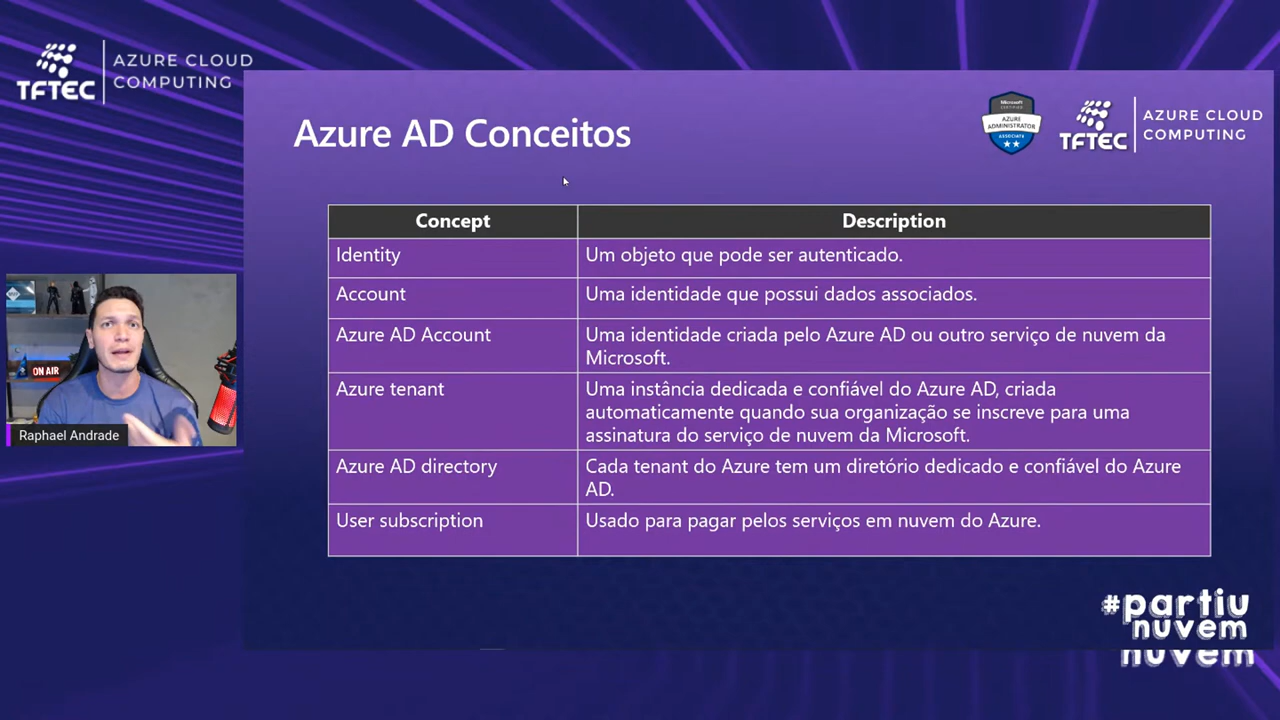 TFTEC
AZURE CLOUD
COMPUTING
Azure AD Conceitos
Microsoft
CERTIFIED
AZURE
ADMINISTRATOR
ASSOCIATE
TFTEC
AZURE CLOUD
COMPUTING
Concept
Description
Identity
Um objeto que pode ser autenticado.
Account
Uma identidade que possui dados associados.
Azure AD Account
Uma identidade criada pelo Azure AD ou outro serviço de nuvem da
Microsoft.
Azure tenant
Uma instância dedicada e confiável do Azure AD, criada
automaticamente quando sua organização se inscreve para uma
assinatura do serviço de nuvem da Microsoft.
Azure AD directory
Cada tenant do Azure tem um diretório dedicado e confiável do Azure
AD.
User subscription
Usado para pagar pelos serviços em nuvem do Azure.
ON AIR
Raphael Andrade
#partiu
nuvem
nuvem